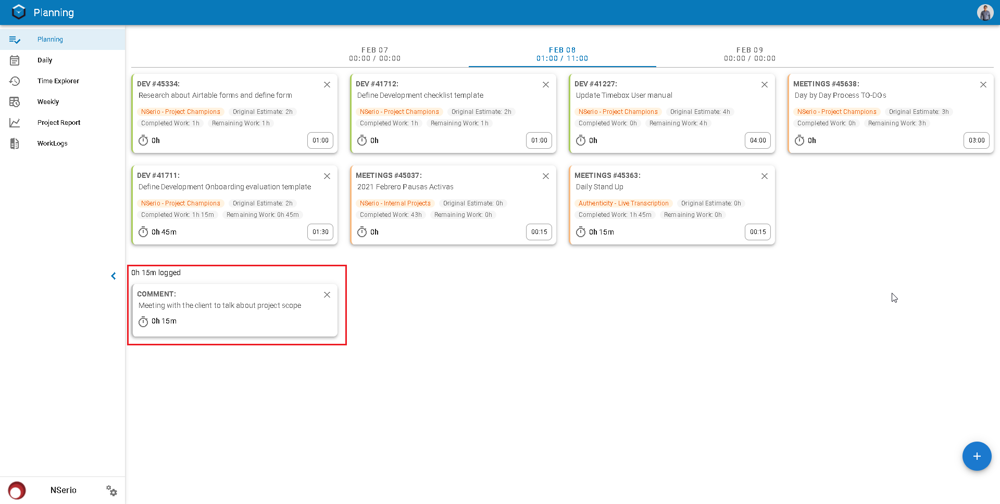 Planning
Planning
Daily
Time Explorer
Weekly
Project Report
WorkLogs
NSerio
FEB 07
00:00 / 00:00
FEB 08
01:00 / 11:00
FEB 09
00:00 / 00:00
DEV #45334:
Research about Airtable forms and define form
NSerio - Project Champions Original Estimate: 2h
Completed Work: 1h Remaining Work: 1h
0h 01:00
DEV #41712:
Define Development checklist template
NSerio - Project Champions Original Estimate: 2h
Completed Work: 1h Remaining Work: 1h
0h 01:00
DEV #41227:
Update Timebox User manual
NSerio - Project Champions Original Estimate: 4h
Completed Work: 0h Remaining Work: 4h
0h 04:00
MEETINGS #45638:
Day by Day Process TO-DOs
NSerio - Project Champions Original Estimate: 3h
Completed Work: 0h Remaining Work: 3h
0h 03:00
DEV #41711:
Define Development Onboarding evaluation template
NSerio - Project Champions Original Estimate: 2h
Completed Work: 1h 15m Remaining Work: 0h 45m
0h 45m 01:30
MEETINGS #45037:
2021 Febrero Pausas Activas
NSerio - Internal Projects Original Estimate: 0h
Completed Work: 43h Remaining Work: 0h
0h 00:15
MEETINGS #45363:
Daily Stand Up
Authenticity - Live Transcription Original Estimate: 0h
Completed Work: 1h 45m Remaining Work: 0h
0h 15m 00:15
0h 15m logged
COMMENT:
Meeting with the client to talk about project scope
0h 15m